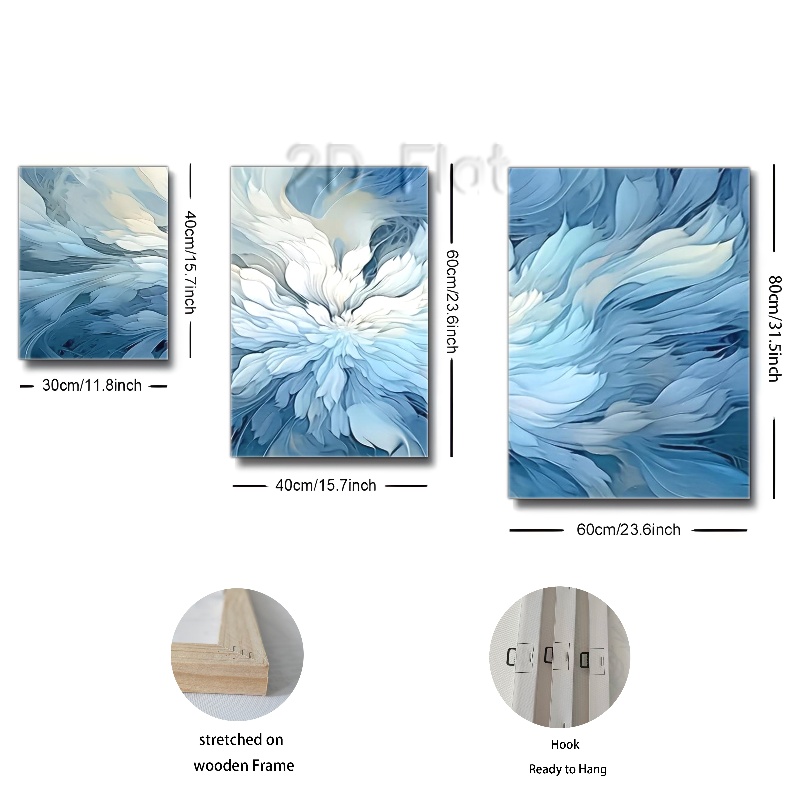 2D Flat
40cm/15.7inch
60cm/23.6inch
80cm/31.5inch
30cm/11.8inch
40cm/15.7inch
60cm/23.6inch
stretched on
wooden Frame
Hook
Ready to Hang